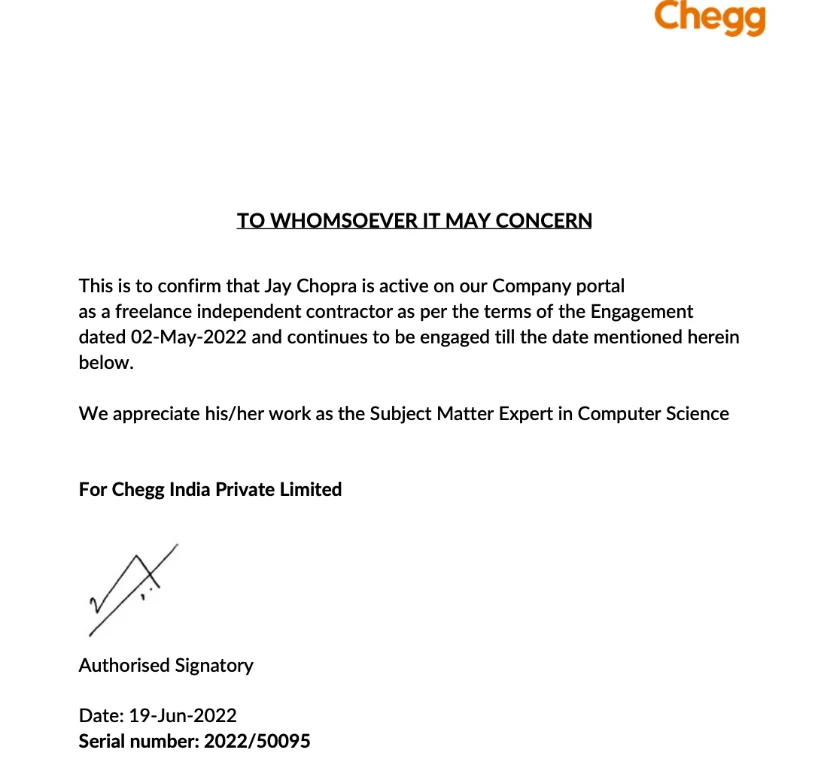 Chegg
TO WHOMSOEVER IT MAY CONCERN
This is to confirm that Jay Chopra is active on our Company portal
as a freelance independent contractor as per the terms of the Engagement
dated 02-May-2022 and continues to be engaged till the date mentioned herein
below.
We appreciate his/her work as the Subject Matter Expert in Computer Science
For Chegg India Private Limited
Authorised Signatory
Date: 19-Jun-2022
Serial number: 2022/50095